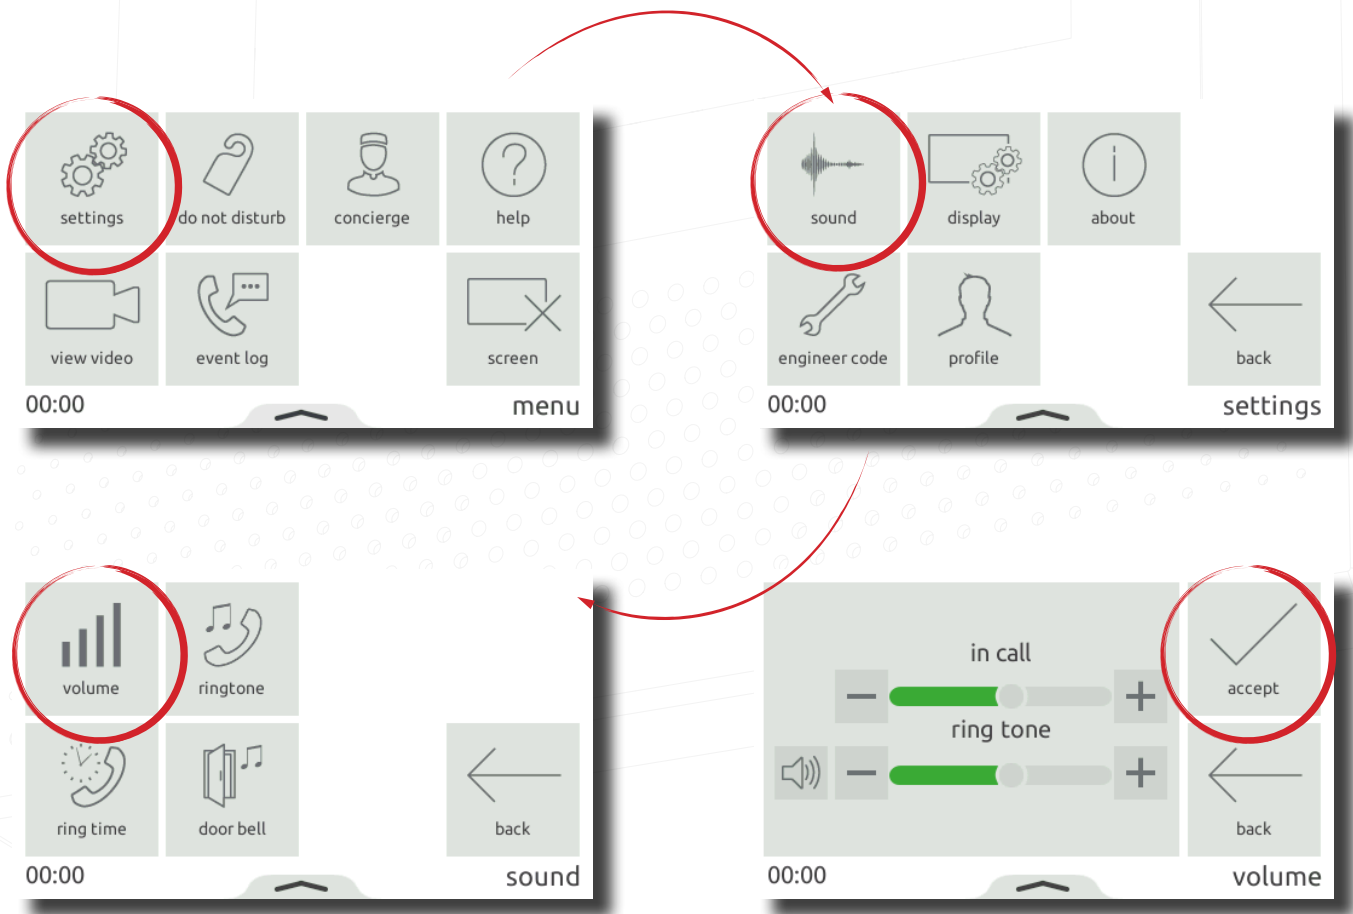 settings
do not disturb
concierge
help
view video
event log
screen
00:00
menu
sound
display
about
engineer code
profile
back
00:00
settings
volume
ringtone
ring time
door bell
back
00:00
sound
in call
ring tone
accept
back
00:00
volume